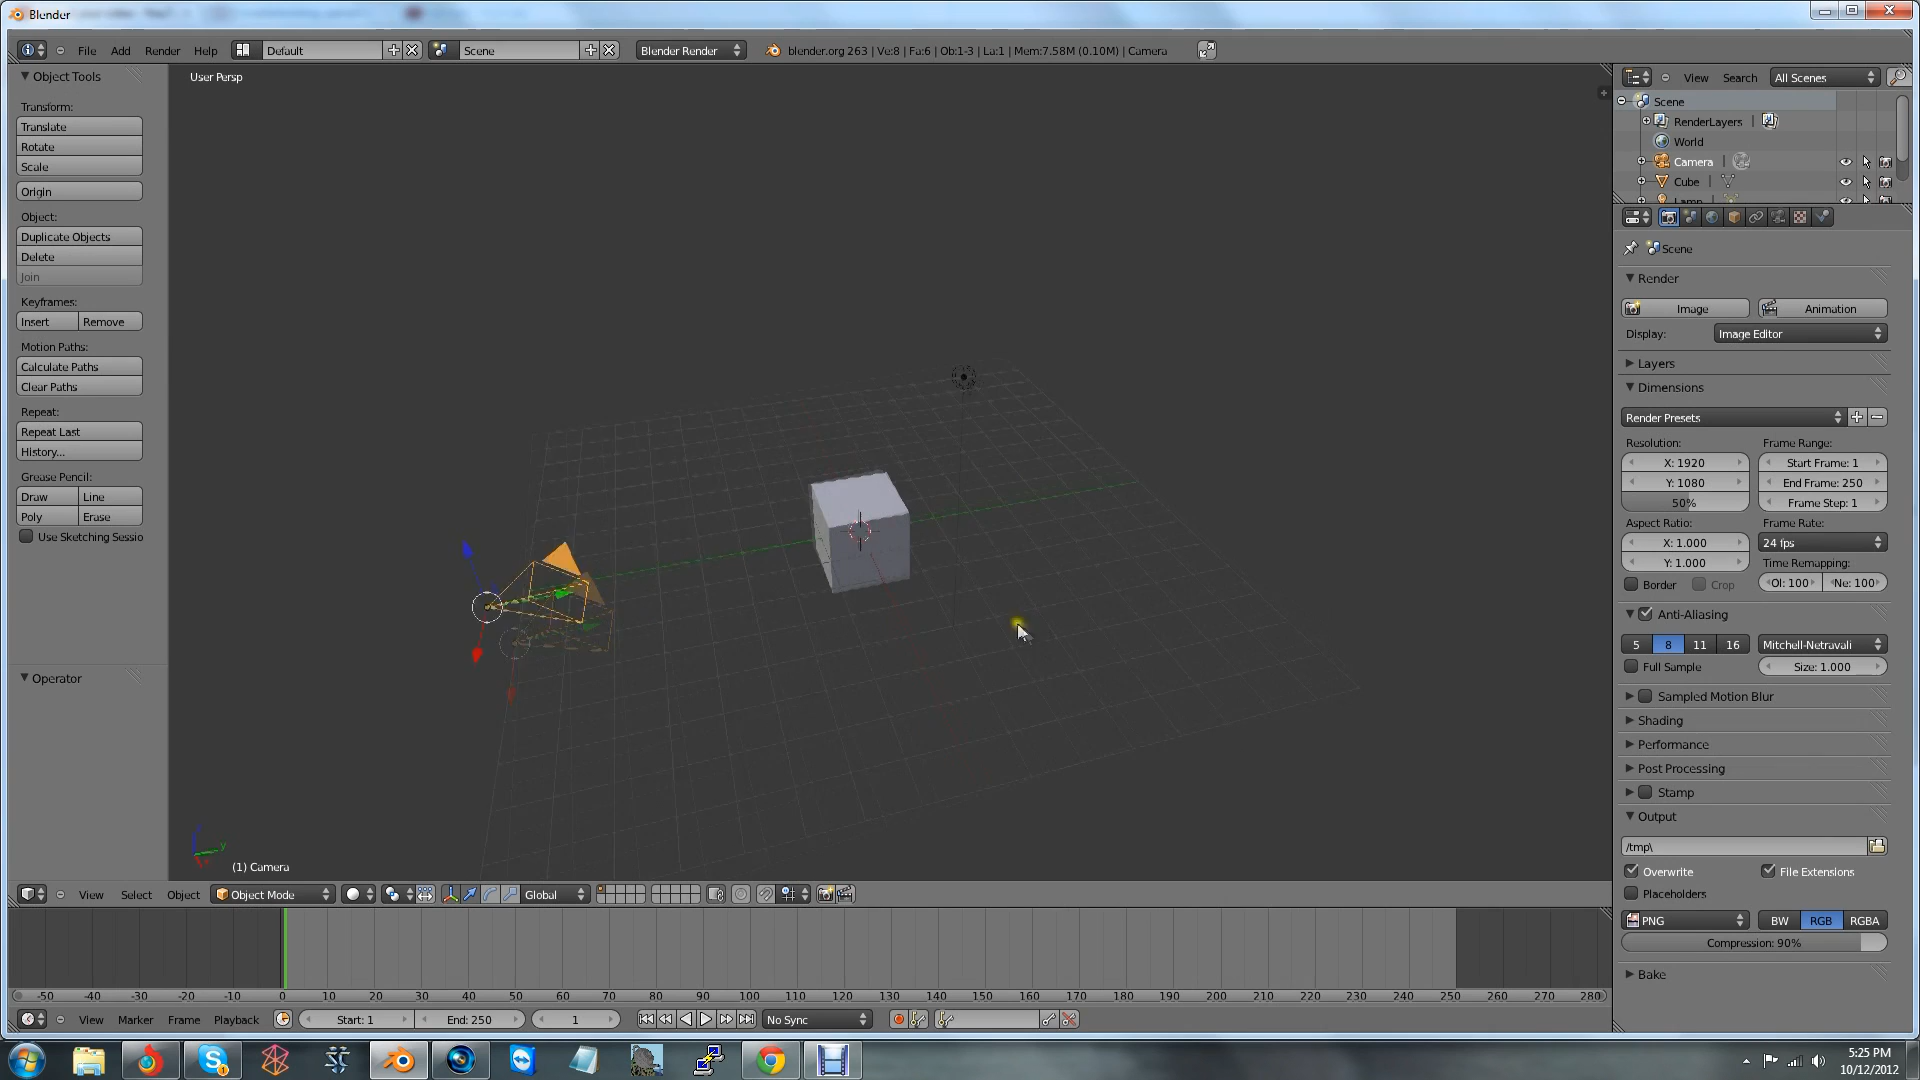 Blender
File Add Render Help Default Scene Blender Render blender.org 263 | Ve:8 | Fa:6 | Ob:1-3 | La:1 | Mem:7.58M (0.10M) | Camera
Object Tools
Transform:
Translate
Rotate
Scale
Origin
Object:
Duplicate Objects
Delete
Join
Keyframes:
Insert Remove
Motion Paths:
Calculate Paths
Clear Paths
Repeat:
Repeat Last
History...
Grease Pencil:
Draw Line
Poly Erase
Use Sketching Sessio
Operator
User Persp
(1) Camera
View Select Object Object Mode Global
View Search All Scenes
Scene
RenderLayers |
World
Camera |
Cube |
Lamp
Scene
Render
Image Animation
Display: Image Editor
Layers
Dimensions
Render Presets
Resolution: Frame Range:
X: 1920 Start Frame: 1
Y: 1080 End Frame: 250
50% Frame Step: 1
Aspect Ratio: Frame Rate:
X: 1.000 24 fps
Y: 1.000 Time Remapping:
Border Crop Ol: 100 Ne: 100
Anti-Aliasing
5 8 11 16 Mitchell-Netravali
Full Sample Size: 1.000
Sampled Motion Blur
Shading
Performance
Post Processing
Stamp
Output
/tmp\
Overwrite File Extensions
Placeholders
PNG BW RGB RGBA
Compression: 90%
Bake
-50 -40 -30 -20 -10 0 10 20 30 40 50 60 70 80 90 100 110 120 130 140 150 160 170 180 190 200 210 220 230 240 250 260 270 280
View Marker Frame Playback Start: 1 End: 250 1 No Sync
5:25 PM
10/12/2012